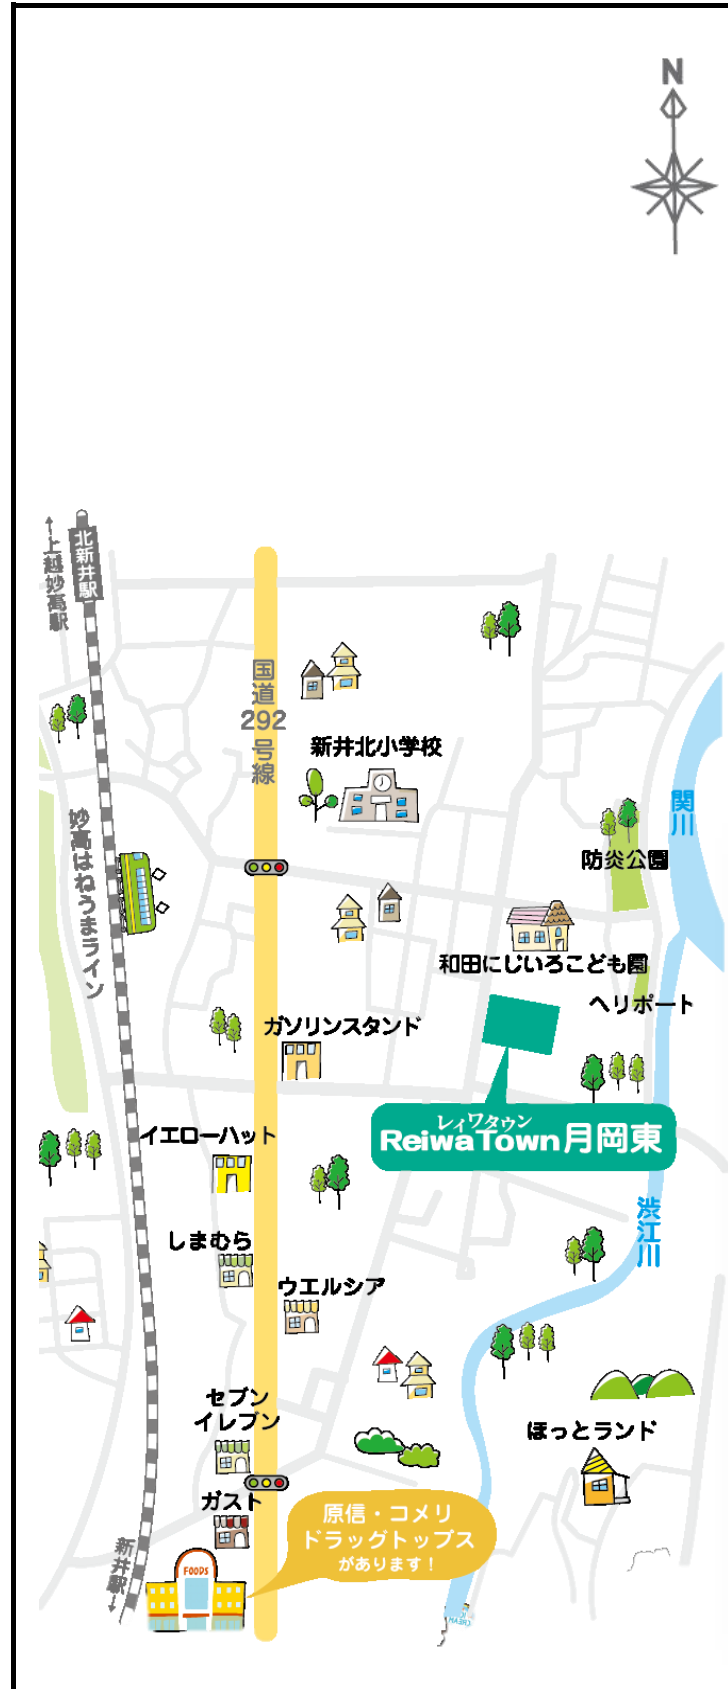 N
←上越妙高駅
北新井駅
国道
292
号線
新井北小学校
関川
妙高はねうまライン
防炎公園
和田にじいろこども園
ヘリポート
ガソリンスタンド
レイワタウン
ReiwaTown月岡東
イエローハット
渋江川
しまむら
ウエルシア
セブン
イレブン
ほっとランド
ガスト
原信・コメリ
ドラッグトップス
があります！
新井駅→
FOODS